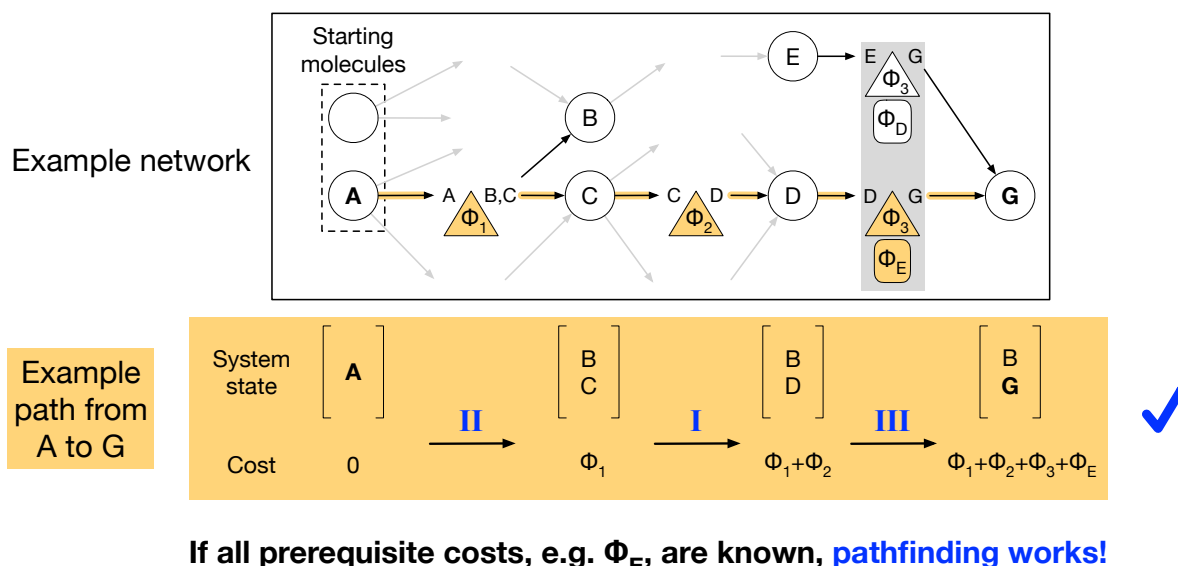 Starting
molecules
E
E G
Φ3
ΦD
B
Example network
A
A B,C
Φ1
C
C D
Φ2
D
D G
Φ3
ΦE
G
Example
path from
A to G
System
state
A
B
C
B
D
B
G
II
I
III
Cost
0
Φ1
Φ1+Φ2
Φ1+Φ2+Φ3+ΦE
If all prerequisite costs, e.g. ΦE, are known, pathfinding works!